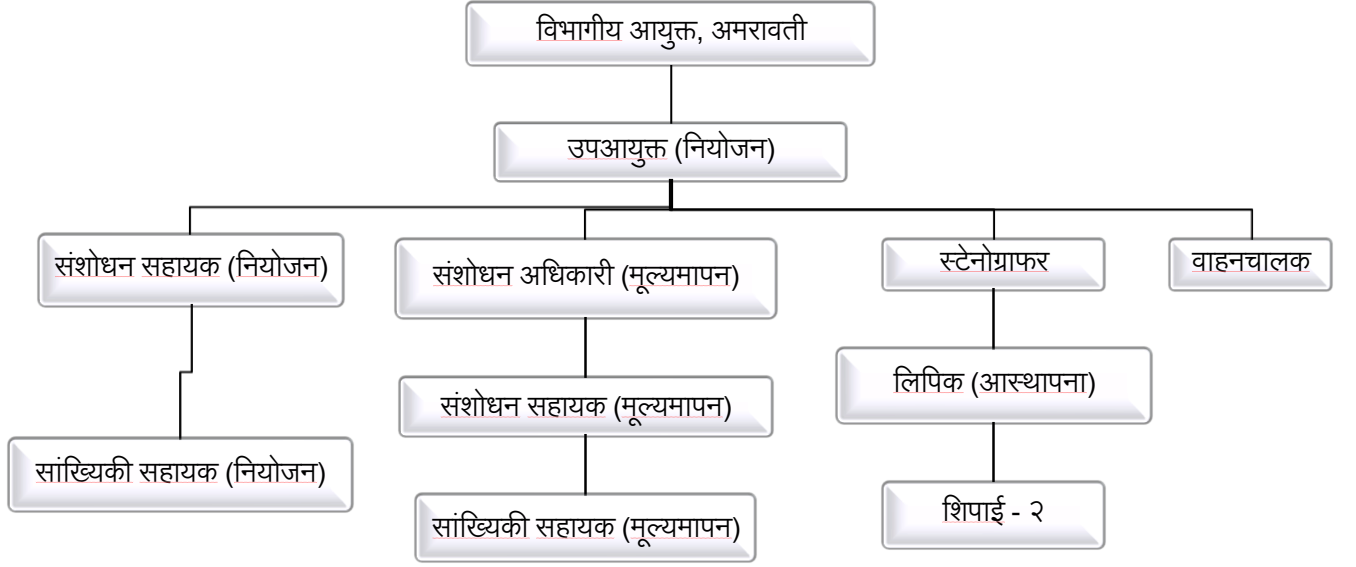 विभागीय आयुक्त, अमरावती
उपआयुक्त (नियोजन)
संशोधन सहायक (नियोजन)
संशोधन अधिकारी (मूल्यमापन)
स्टेनोग्राफर
वाहनचालक
लिपिक (आस्थापना)
संशोधन सहायक (मूल्यमापन)
सांख्यिकी सहायक (नियोजन)
सांख्यिकी सहायक (मूल्यमापन)
शिपाई - २